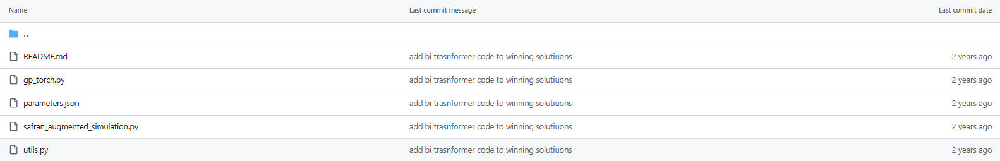 Name Last commit message Last commit date
..
README.md add bi trasnformer code to winning solutiuons 2 years ago
gp_torch.py add bi trasnformer code to winning solutiuons 2 years ago
parameters.json add bi trasnformer code to winning solutiuons 2 years ago
safran_augmented_simulation.py add bi trasnformer code to winning solutiuons 2 years ago
utils.py add bi trasnformer code to winning solutiuons 2 years ago